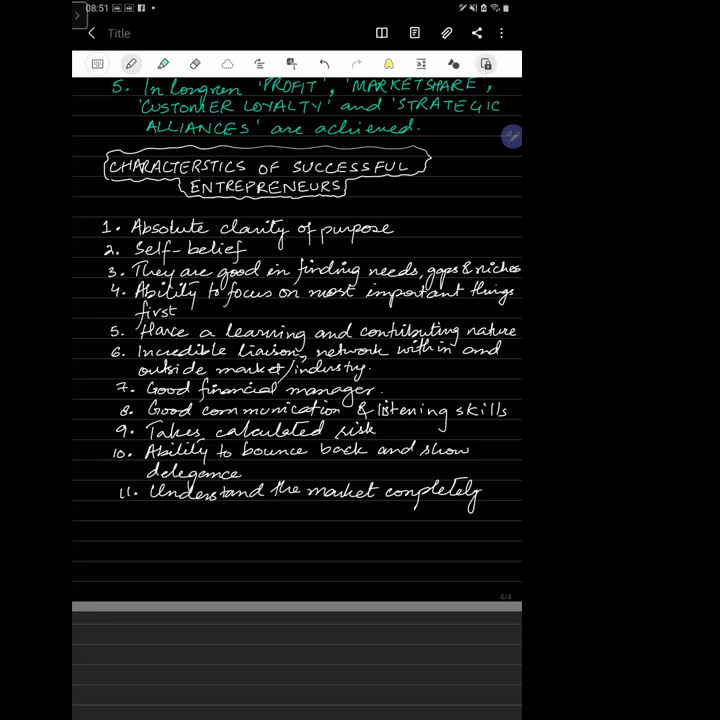 08:51
Title
5. In longrun 'PROFIT', 'MARKETSHARE',
'CUSTOMER LOYALTY' and 'STRATEGIC
ALLIANCES' are achieved.
CHARACTERSTICS OF SUCCESSFUL
ENTREPRENEURS
1. Absolute clarity of purpose
2. Self-belief
3. They are good in finding needs, gaps & niches
4. Ability to focus on most important things
first
5. Have a learning and contributing nature
6. Incredible liaison, network within and
outside market/industry.
7. Good financial manager.
8. Good communication & listening skills
9. Takes calculated risk
10. Ability to bounce back and show
delegance
11. Understand the market completely
4/4